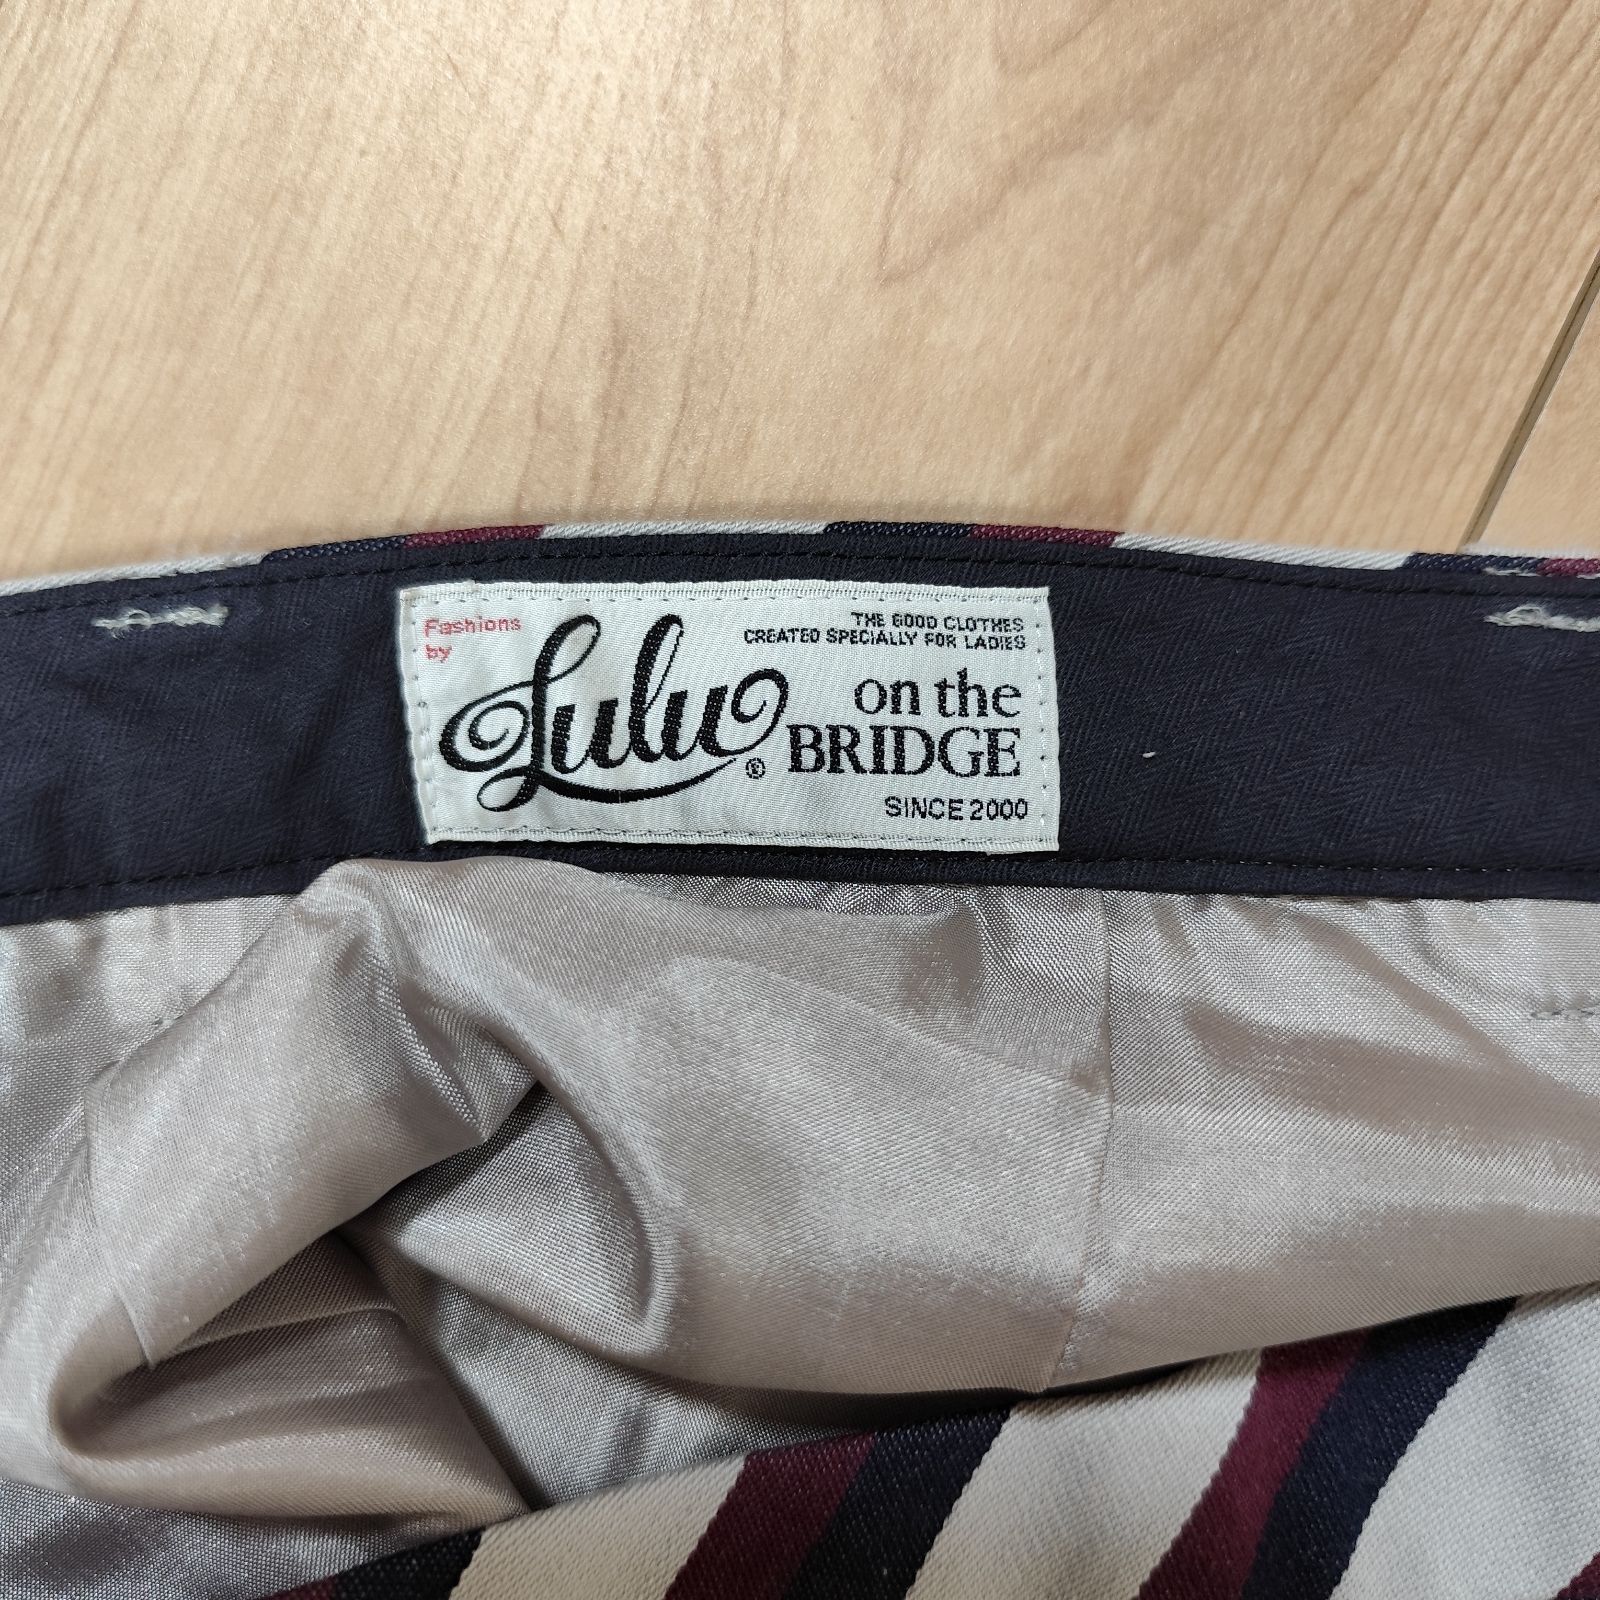 Fashions
by
Lulu®
THE GOOD CLOTHES
CREATED SPECIALLY FOR LADIES
on the
BRIDGE
SINCE 2000